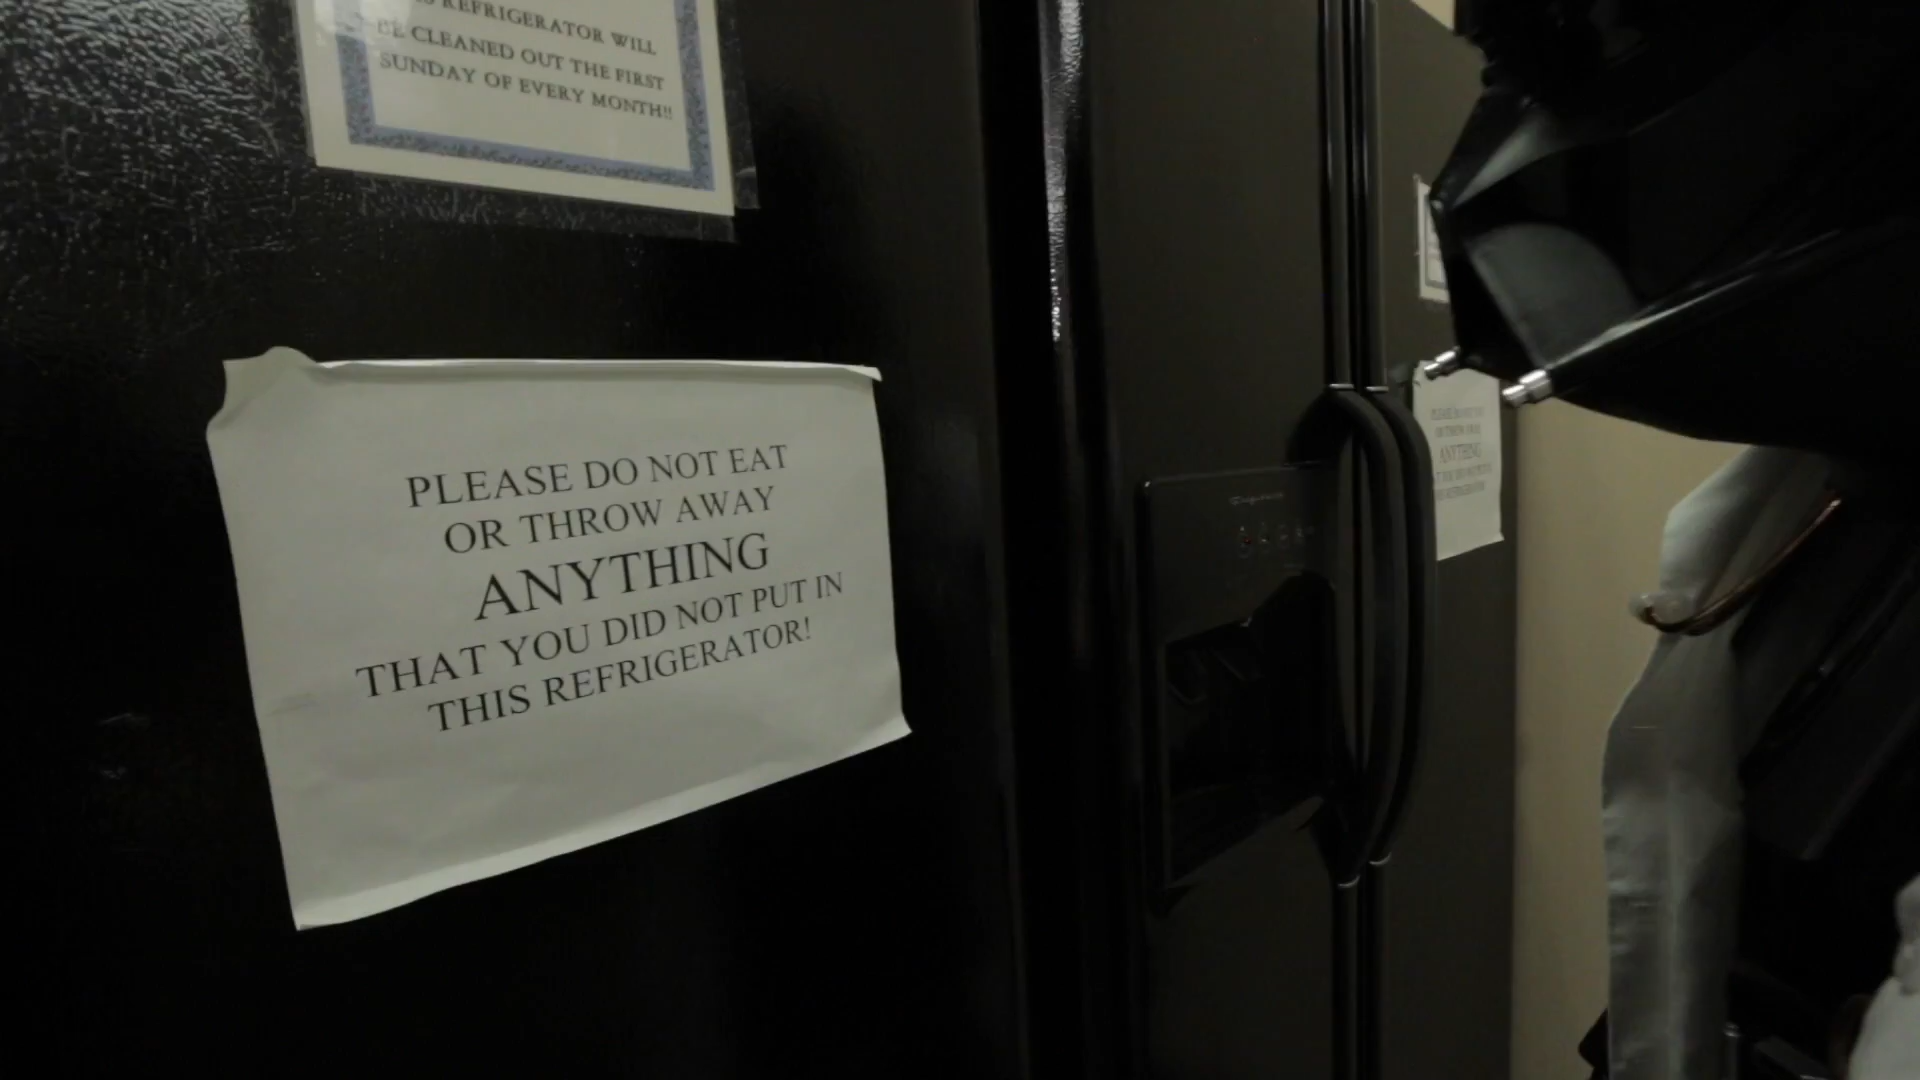 REFRIGERATOR WILL
BE CLEANED OUT THE FIRST
SUNDAY OF EVERY MONTH!!
PLEASE DO NOT EAT
OR THROW AWAY
ANYTHING
THAT YOU DID NOT PUT IN
THIS REFRIGERATOR!
ANYTHING